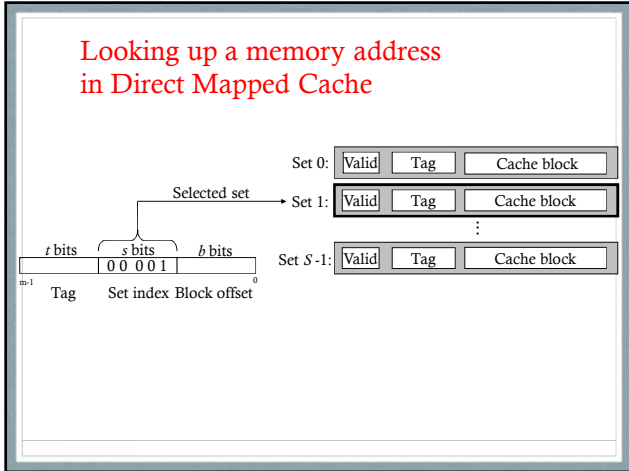 Looking up a memory address
in Direct Mapped Cache
Set 0: Valid Tag Cache block
Selected set
Set 1: Valid Tag Cache block
⋮
t bits s bits b bits
Set S-1: Valid Tag Cache block
0 0 0 0 1
m-1 0
Tag Set index Block offset